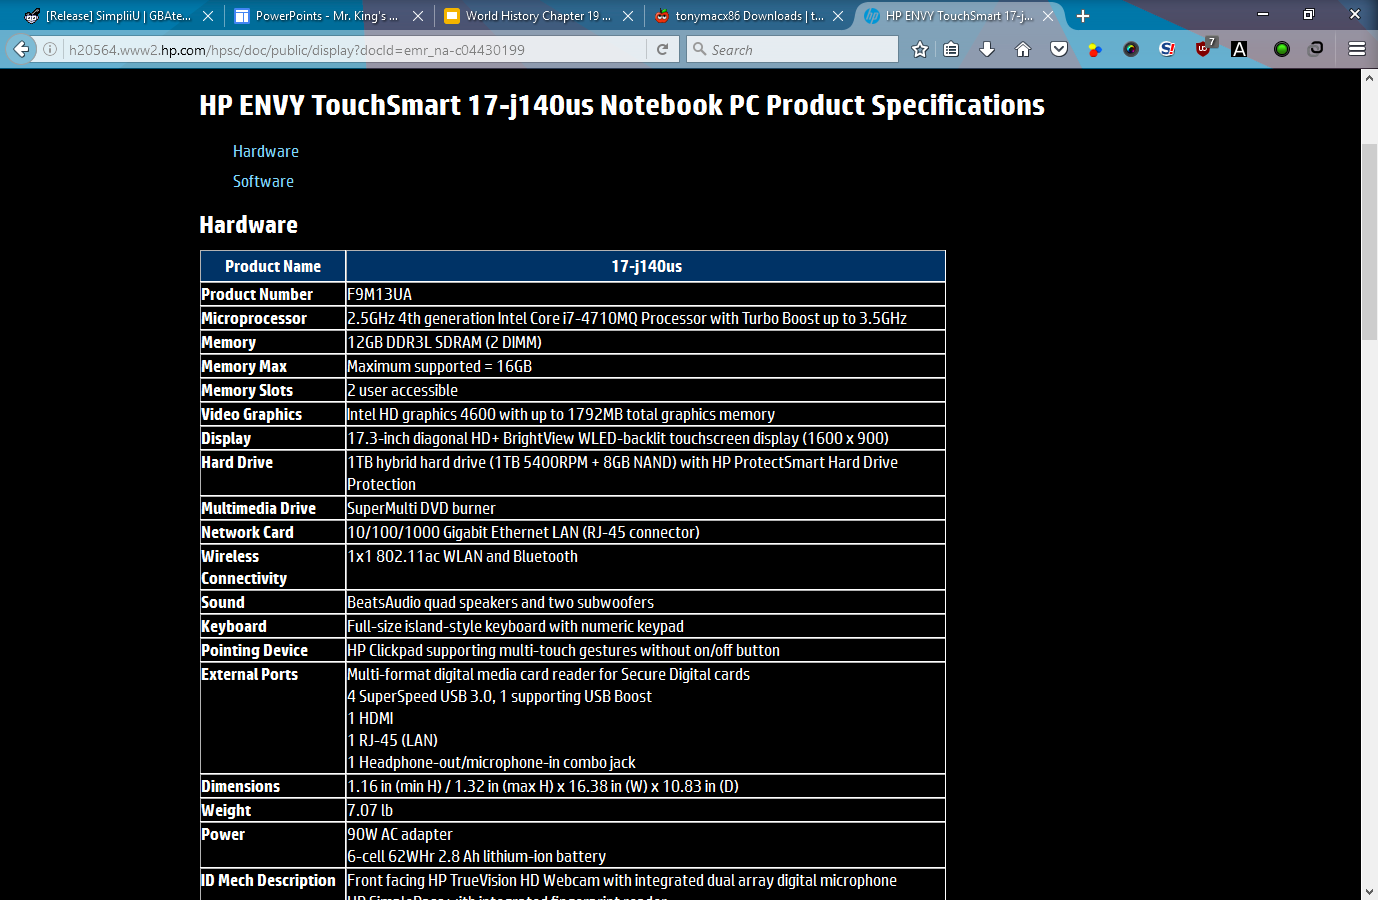 [Release] SimpliiU | GBAte...
PowerPoints - Mr. King's ...
World History Chapter 19 ...
tonymacx86 Downloads | t...
HP ENVY TouchSmart 17-j...
h20564.www2.hp.com/hpsc/doc/public/display?docId=emr_na-c04430199
Search
7
HP ENVY TouchSmart 17-j140us Notebook PC Product Specifications
Hardware
Software
Hardware
Product Name 17-j140us
Product Number F9M13UA
Microprocessor 2.5GHz 4th generation Intel Core i7-4710MQ Processor with Turbo Boost up to 3.5GHz
Memory 12GB DDR3L SDRAM (2 DIMM)
Memory Max Maximum supported = 16GB
Memory Slots 2 user accessible
Video Graphics Intel HD graphics 4600 with up to 1792MB total graphics memory
Display 17.3-inch diagonal HD+ BrightView WLED-backlit touchscreen display (1600 x 900)
Hard Drive 1TB hybrid hard drive (1TB 5400RPM + 8GB NAND) with HP ProtectSmart Hard Drive
Protection
Multimedia Drive SuperMulti DVD burner
Network Card 10/100/1000 Gigabit Ethernet LAN (RJ-45 connector)
Wireless 1x1 802.11ac WLAN and Bluetooth
Connectivity
Sound BeatsAudio quad speakers and two subwoofers
Keyboard Full-size island-style keyboard with numeric keypad
Pointing Device HP Clickpad supporting multi-touch gestures without on/off button
External Ports Multi-format digital media card reader for Secure Digital cards
4 SuperSpeed USB 3.0, 1 supporting USB Boost
1 HDMI
1 RJ-45 (LAN)
1 Headphone-out/microphone-in combo jack
Dimensions 1.16 in (min H) / 1.32 in (max H) x 16.38 in (W) x 10.83 in (D)
Weight 7.07 lb
Power 90W AC adapter
6-cell 62WHr 2.8 Ah lithium-ion battery
ID Mech Description Front facing HP TrueVision HD Webcam with integrated dual array digital microphone
HP SimplePass with integrated fingerprint reader